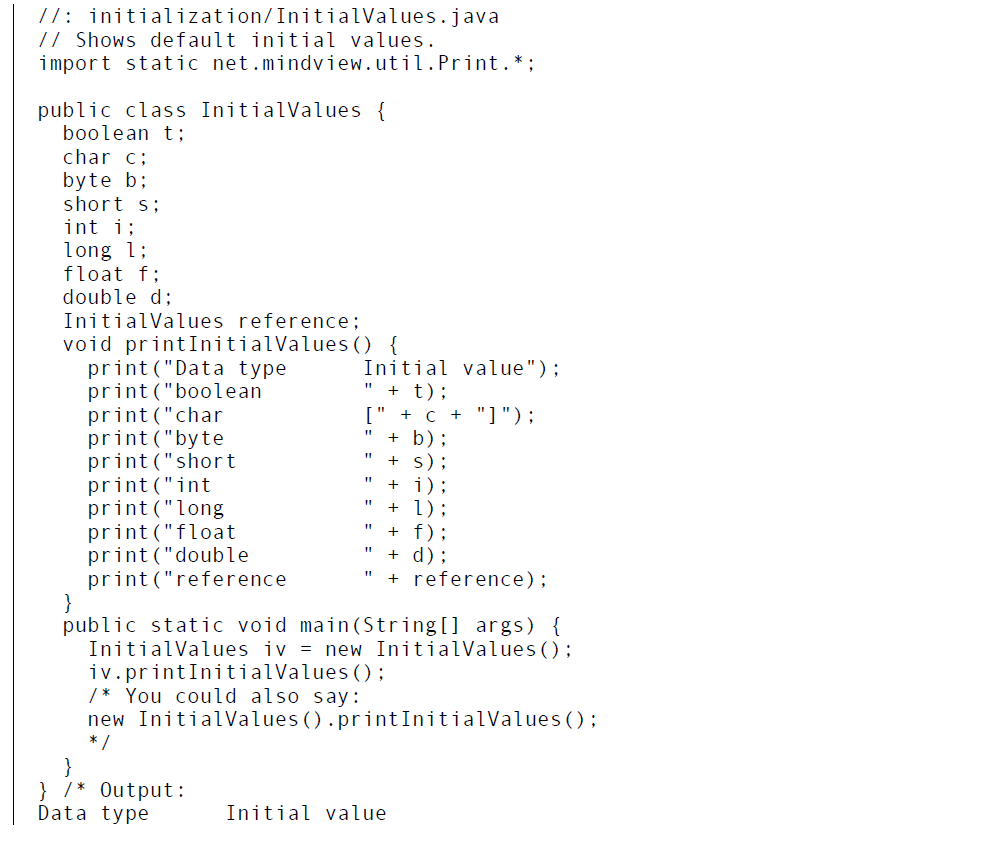 //: initialization/InitialValues.java
// Shows default initial values.
import static net.mindview.util.Print.*;

public class InitialValues {
  boolean t;
  char c;
  byte b;
  short s;
  int i;
  long l;
  float f;
  double d;
  InitialValues reference;
  void printInitialValues() {
    print("Data type      Initial value");
    print("boolean        " + t);
    print("char           [" + c + "]");
    print("byte           " + b);
    print("short          " + s);
    print("int            " + i);
    print("long           " + l);
    print("float          " + f);
    print("double         " + d);
    print("reference      " + reference);
  }
  public static void main(String[] args) {
    InitialValues iv = new InitialValues();
    iv.printInitialValues();
    /* You could also say:
    new InitialValues().printInitialValues();
    */
  }
} /* Output:
Data type      Initial value